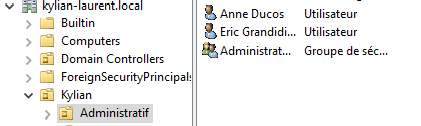 kylian-laurent.local
Builtin
Computers
Domain Controllers
ForeignSecurityPrincipals
Kylian
Administratif
Anne Ducos Utilisateur
Eric Grandidi... Utilisateur
Administrat... Groupe de séc...